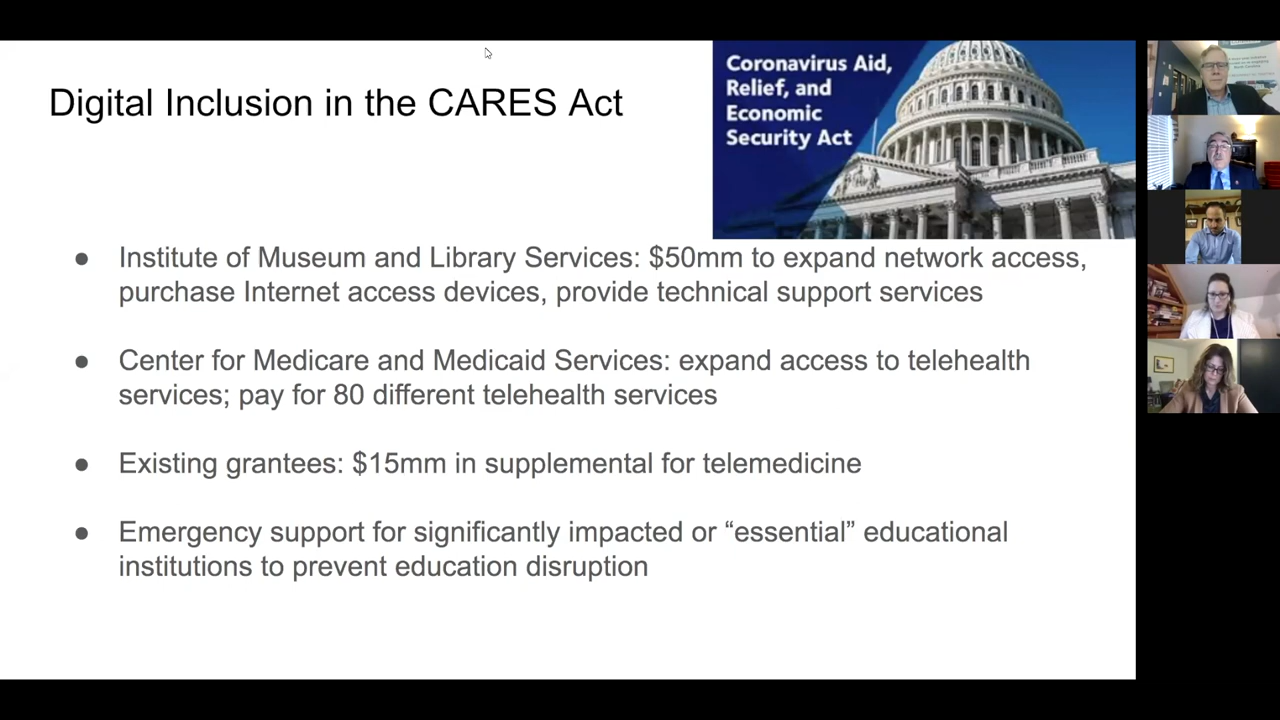 Digital Inclusion in the CARES Act
Coronavirus Aid,
Relief, and
Economic
Security Act
● Institute of Museum and Library Services: $50mm to expand network access,
purchase Internet access devices, provide technical support services
● Center for Medicare and Medicaid Services: expand access to telehealth
services; pay for 80 different telehealth services
● Existing grantees: $15mm in supplemental for telemedicine
● Emergency support for significantly impacted or “essential” educational
institutions to prevent education disruption